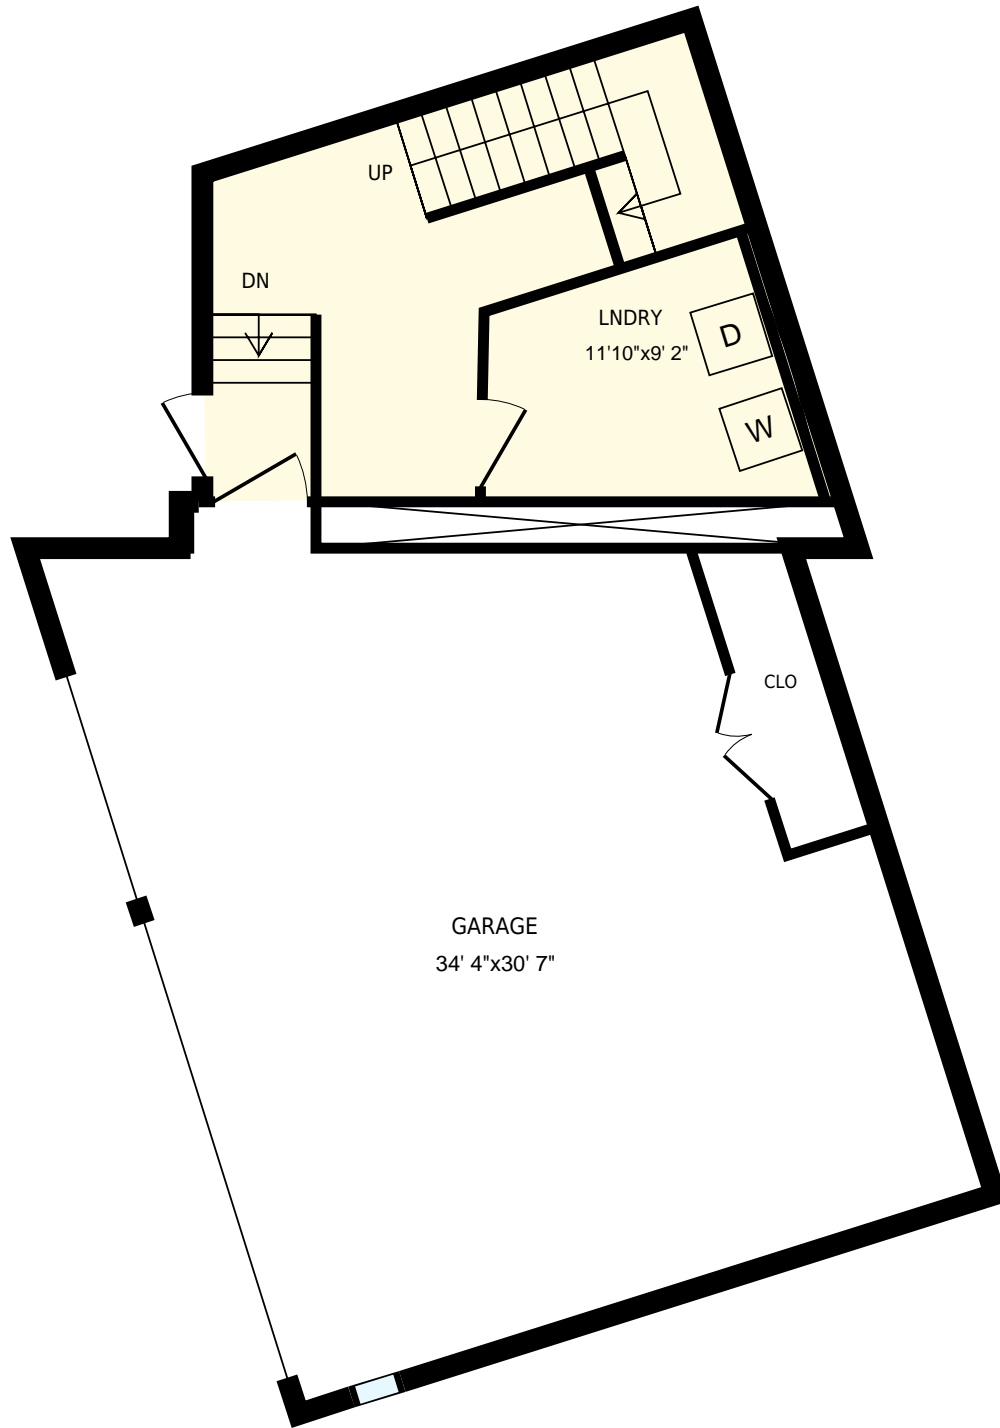 UP
DN
LNDRY
11'10"x9' 2"
D
W
CLO
GARAGE
34' 4"x30' 7"